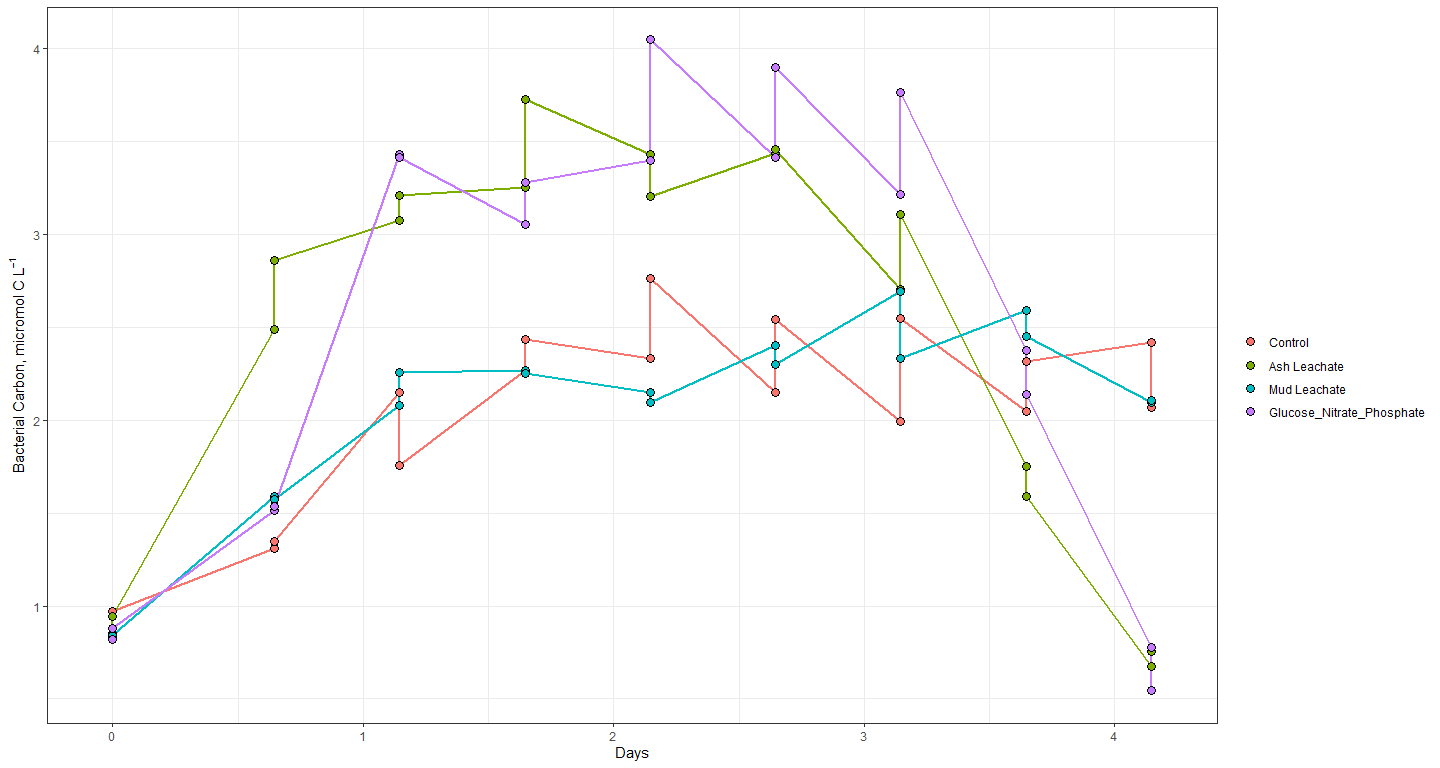 4
3
2
1
Bacterial Carbon, micromol C L⁻¹
0 1 2 3 4
Days
Control
Ash Leachate
Mud Leachate
Glucose_Nitrate_Phosphate